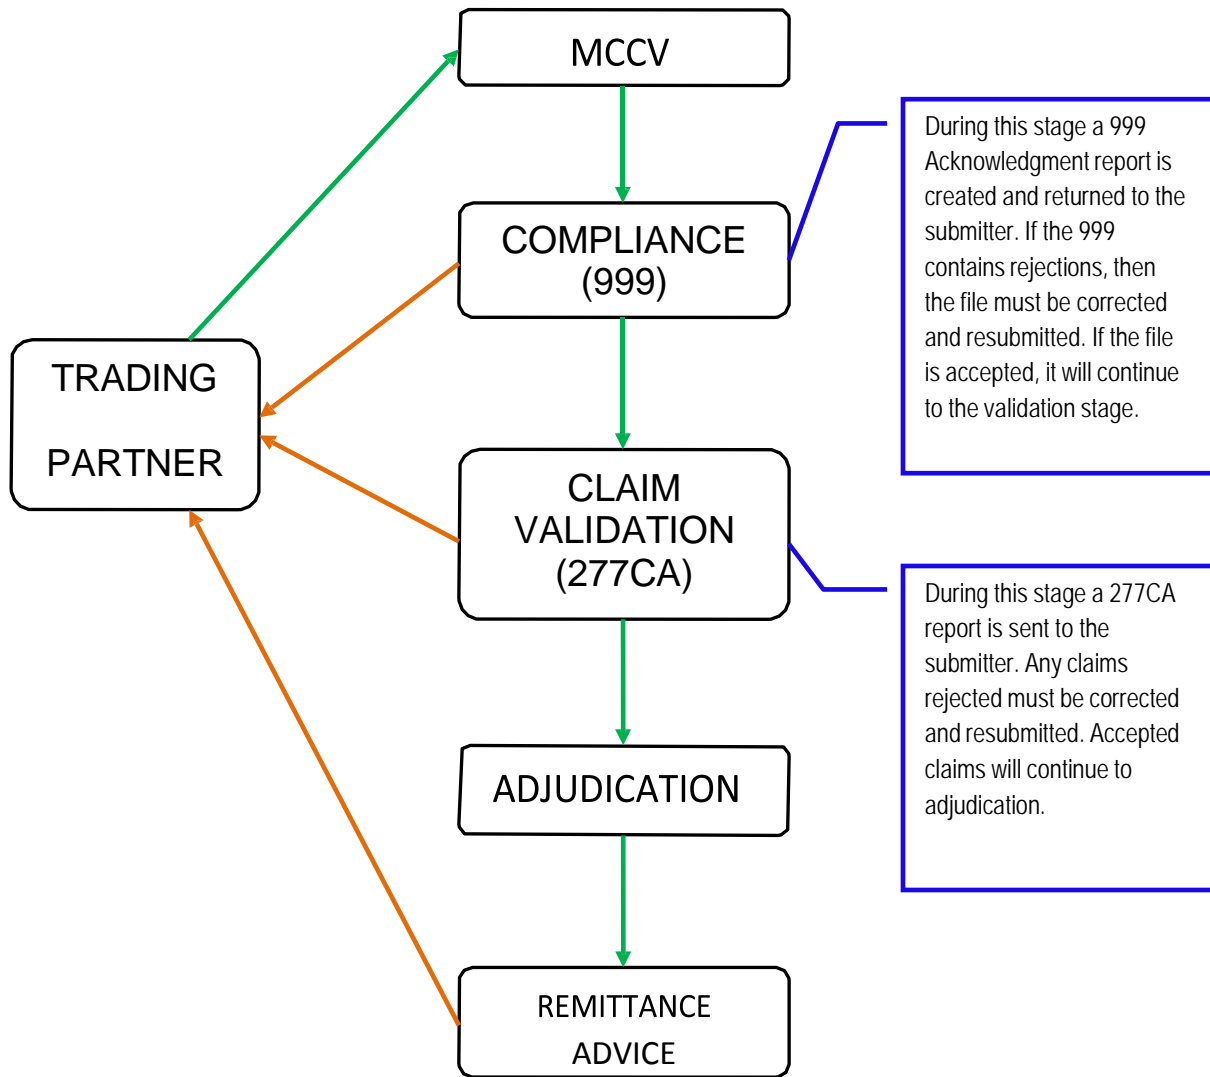 MCCV
COMPLIANCE
(999)
During this stage a 999
Acknowledgment report is
created and returned to the
submitter. If the 999
contains rejections, then
the file must be corrected
and resubmitted. If the file
is accepted, it will continue
to the validation stage.
TRADING
PARTNER
CLAIM
VALIDATION
(277CA)
During this stage a 277CA
report is sent to the
submitter. Any claims
rejected must be corrected
and resubmitted. Accepted
claims will continue to
adjudication.
ADJUDICATION
REMITTANCE
ADVICE